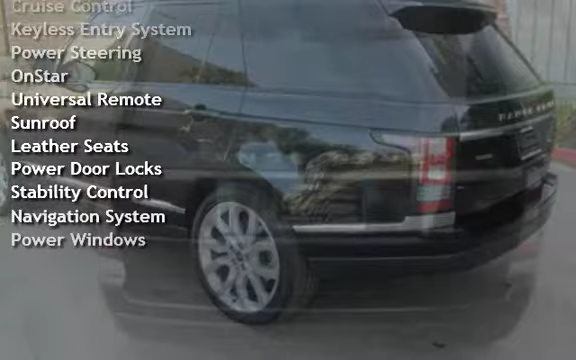 Cruise Control
Keyless Entry System
Power Steering
OnStar
Universal Remote
Sunroof
Leather Seats
Power Door Locks
Stability Control
Navigation System
Power Windows